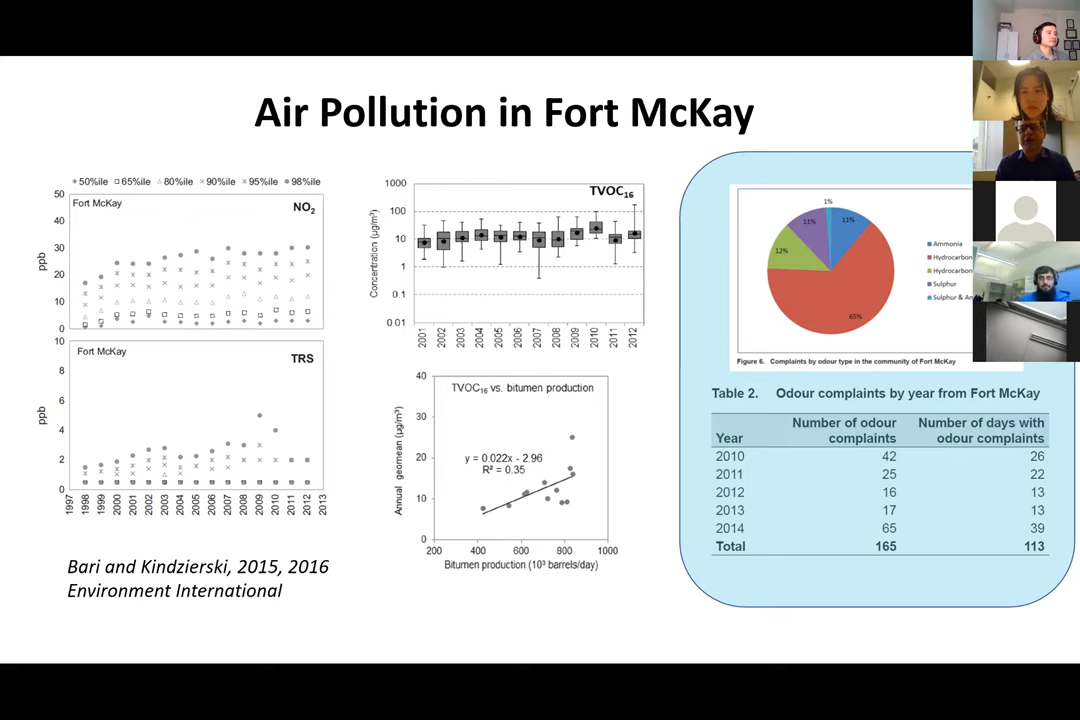 Air Pollution in Fort McKay
50%ile 65%ile 80%ile 90%ile 95%ile 98%ile
Fort McKay
NO2
50
40
30
20
10
0
ppb
Fort McKay
TRS
10
8
6
4
2
0
ppb
1997 1998 1999 2000 2001 2002 2003 2004 2005 2006 2007 2008 2009 2010 2011 2012 2013
Bari and Kindzierski, 2015, 2016
Environment International
TVOC16
1000
100
10
1
0.1
0 01
Concentration (µg/m³)
2001 2002 2003 2004 2005 2006 2007 2008 2009 2010 2011 2012
TVOC16 vs. bitumen production
y = 0.022x - 2.96
R² = 0.35
40
30
20
10
0
Annual geomean (µg/m³)
200 400 600 800 1000
Bitumen production (10³ barrels/day)
1%
11%
11%
12%
65%
Ammonia
Hydrocarbon
Hydrocarbon
Sulphur
Sulphur & Am
Figure 6. Complaints by odour type in the community of Fort McKay
Table 2. Odour complaints by year from Fort McKay
Year Number of odour complaints Number of days with odour complaints
2010 42 26
2011 25 22
2012 16 13
2013 17 13
2014 65 39
Total 165 113